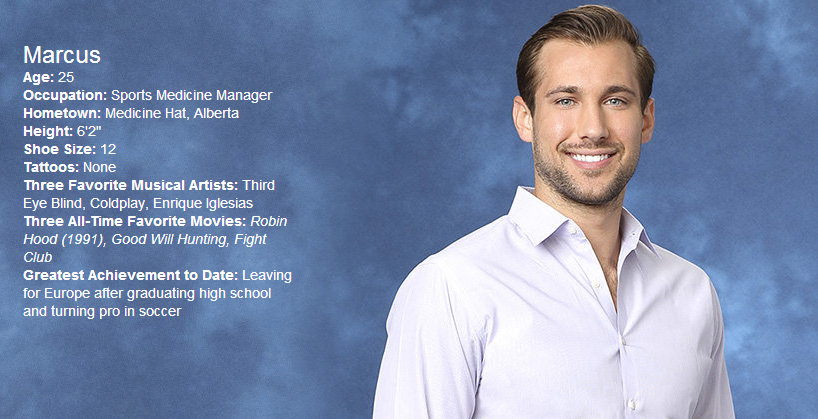 Marcus
Age: 25
Occupation: Sports Medicine Manager
Hometown: Medicine Hat, Alberta
Height: 6'2"
Shoe Size: 12
Tattoos: None
Three Favorite Musical Artists: Third
Eye Blind, Coldplay, Enrique Iglesias
Three All-Time Favorite Movies: Robin
Hood (1991), Good Will Hunting, Fight
Club
Greatest Achievement to Date: Leaving
for Europe after graduating high school
and turning pro in soccer